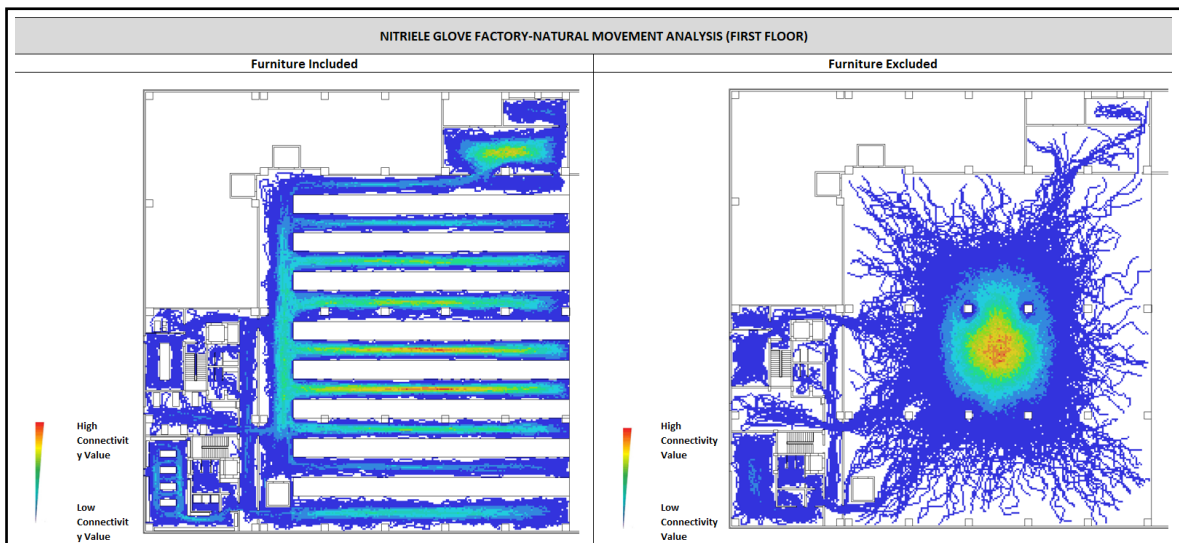 NITRIELE GLOVE FACTORY-NATURAL MOVEMENT ANALYSIS (FIRST FLOOR)
Furniture Included
Furniture Excluded
High
Connectivit
y Value
Low
Connectivit
y Value
High
Connectivity
Value
Low
Connectivity
Value